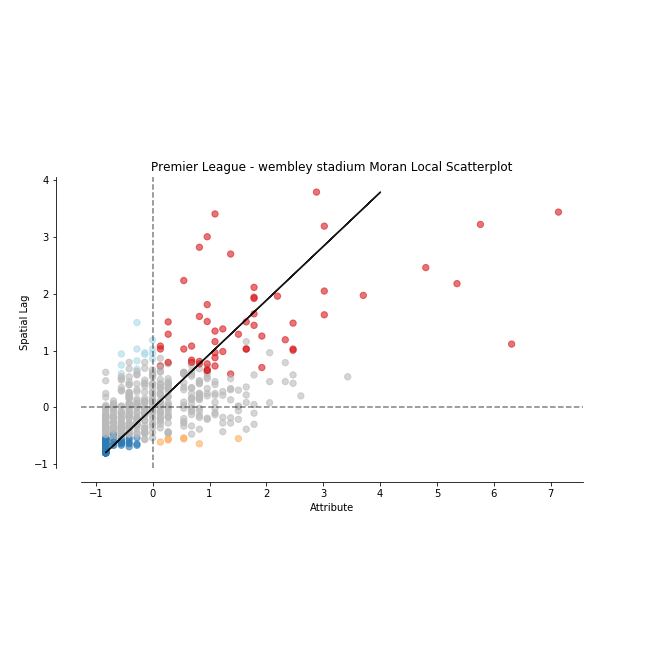 Premier League - wembley stadium Moran Local Scatterplot
4
3
2
1
0
−1
Spatial Lag
−1 0 1 2 3 4 5 6 7
Attribute